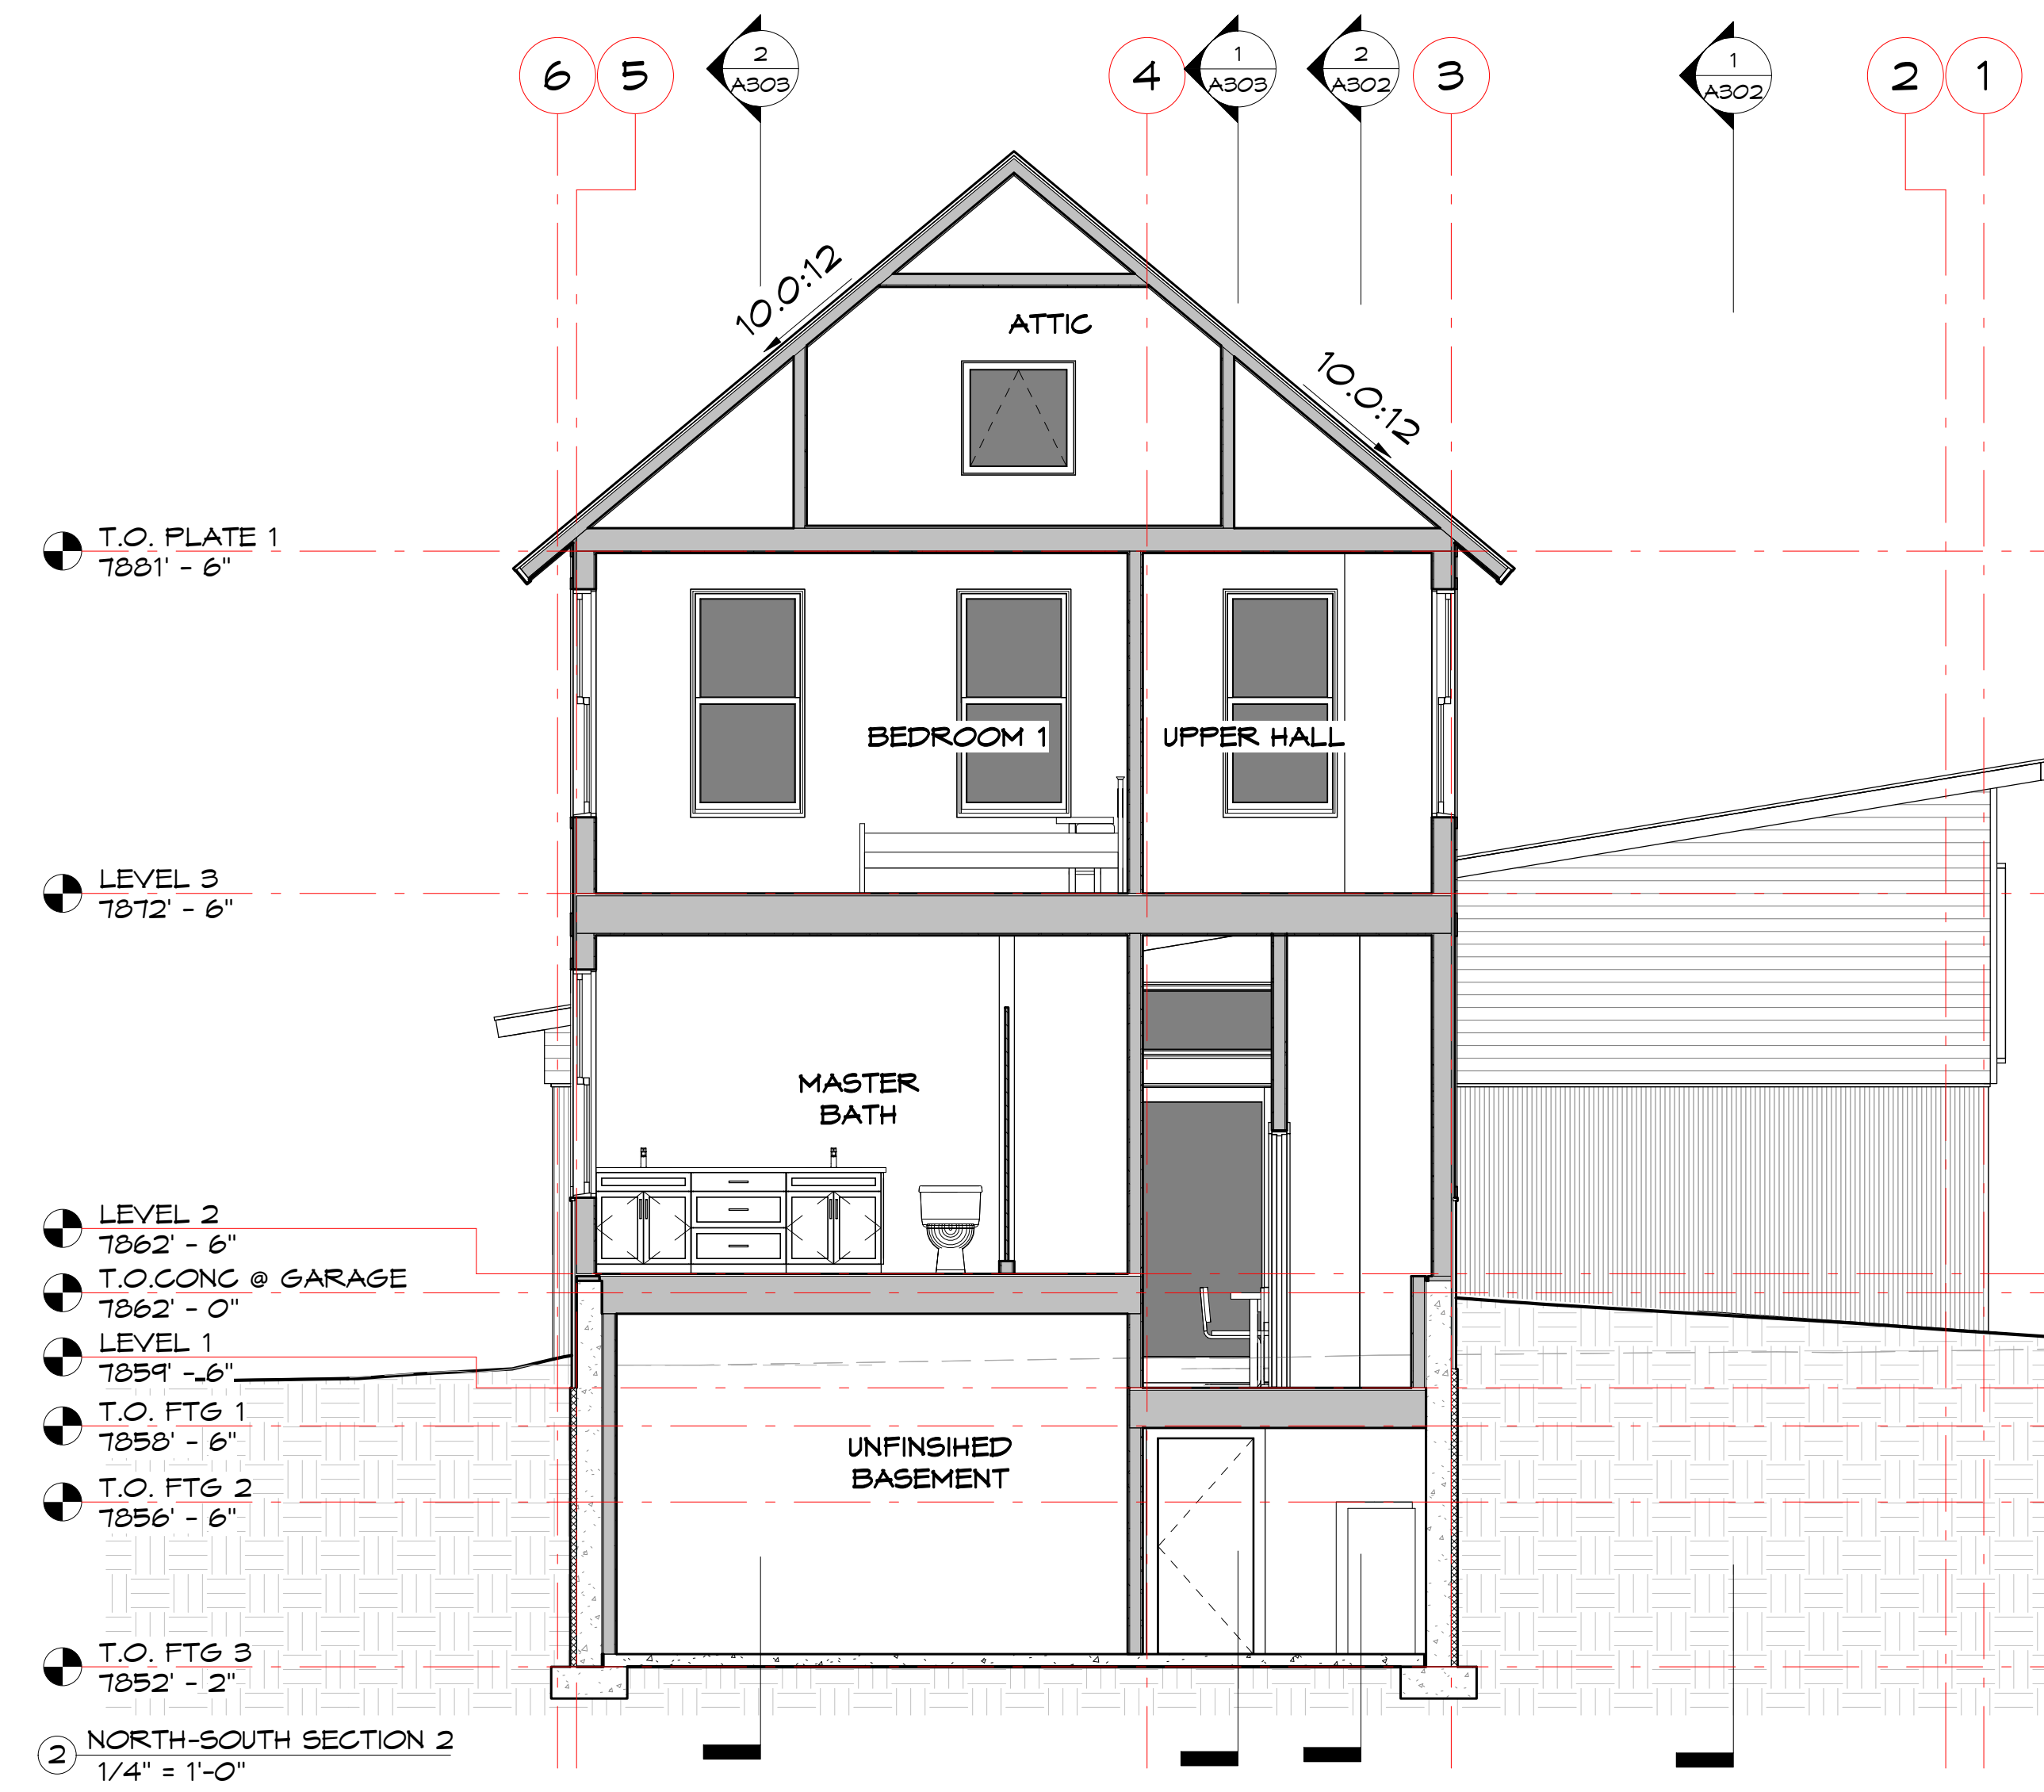 6
5
2
A303
4
1
A303
2
A302
3
1
A302
2
1
10.0:12
ATTIC
10.0:12
T.O. PLATE 1
7881' - 6"
BEDROOM 1
UPPER HALL
LEVEL 3
7872' - 6"
MASTER
BATH
LEVEL 2
7862' - 6"
T.O.CONC @ GARAGE
7862' - 0"
LEVEL 1
7859' - 6"
T.O. FTG 1
7858' - 6"
UNFINSIHED
BASEMENT
T.O. FTG 2
7856' - 6"
T.O. FTG 3
7852' - 2"
2
NORTH-SOUTH SECTION 2
1/4" = 1'-0"